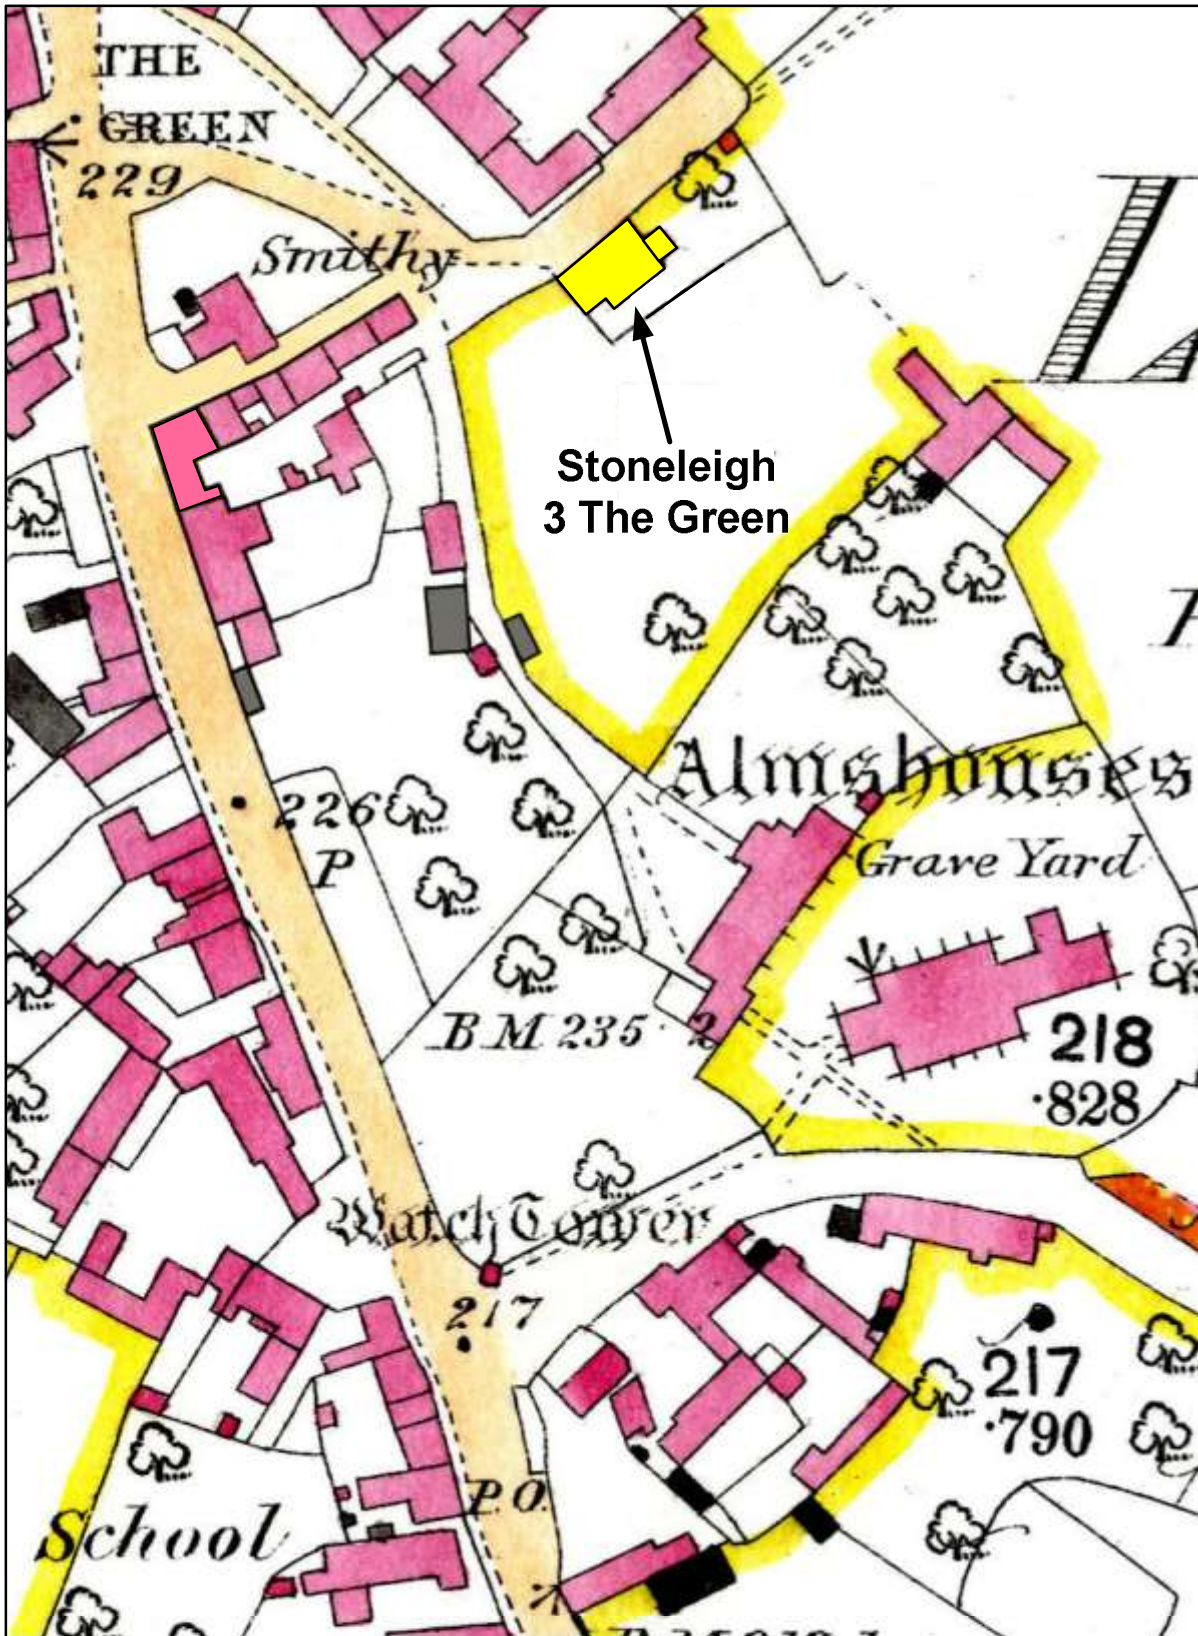 THE
GREEN
229
Smithy
Stoneleigh
3 The Green
Almshouses
226
P
Grave Yard
B M 235·2
218
·828
Watch Tower
217
217
·790
P.O.
School